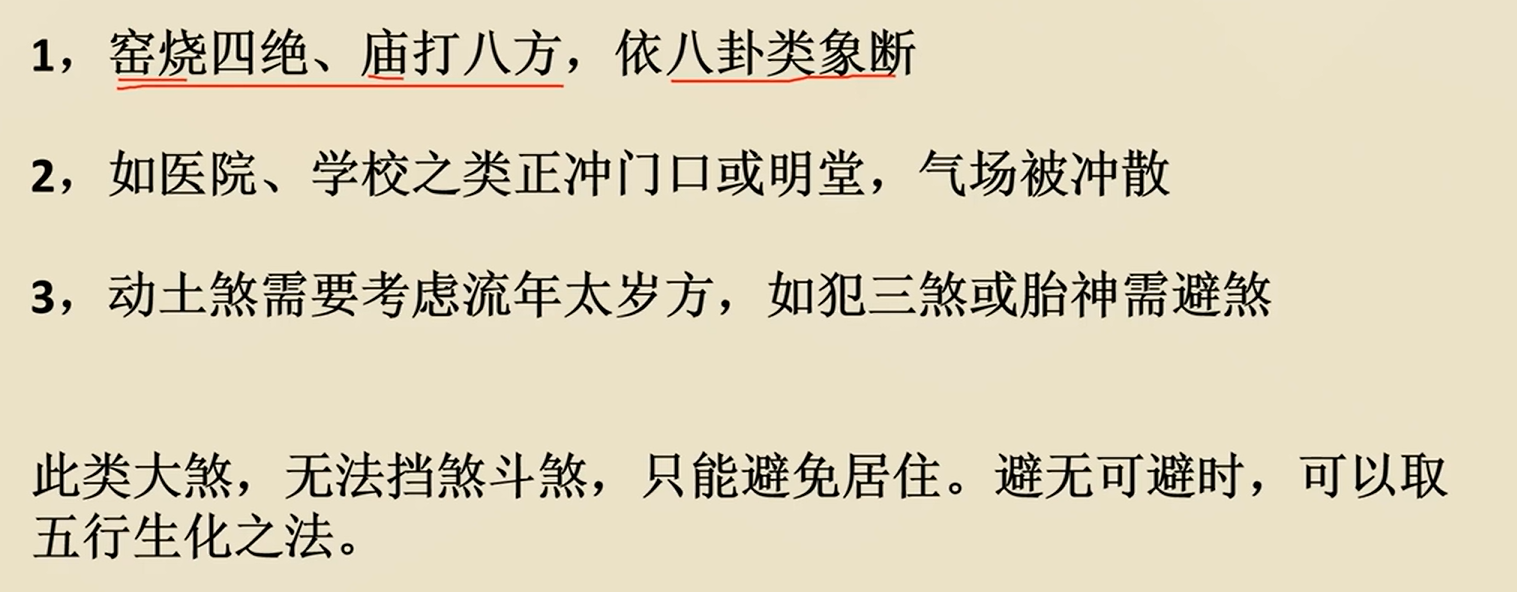 1，窑烧四绝、庙打八方，依八卦类象断
2，如医院、学校之类正冲门口或明堂，气场被冲散
3，动土煞需要考虑流年太岁方，如犯三煞或胎神需避煞
此类大煞，无法挡煞斗煞，只能避免居住。避无可避时，可以取
五行生化之法。